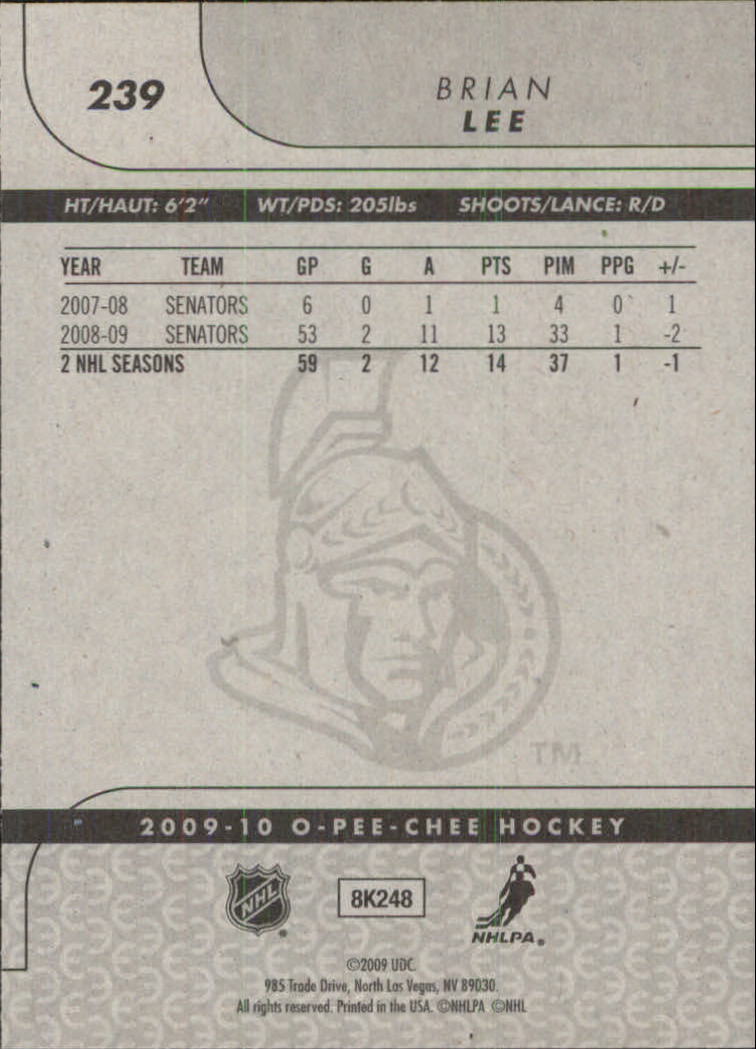 239
BRIAN
LEE
HT/HAUT: 6'2" WT/PDS: 205lbs SHOOTS/LANCE: R/D
YEAR TEAM GP G A PTS PIM PPG +/-
2007-08 SENATORS 6 0 1 1 4 0 1
2008-09 SENATORS 53 2 11 13 33 1 -2
2 NHL SEASONS 59 2 12 14 37 1 -1
TM
2009-10 O-PEE-CHEE HOCKEY
NHL
8K248
NHLPA
©2009 UDC.
985 Trade Drive, North Las Vegas, NV 89030.
All rights reserved. Printed in the USA. ©NHLPA ©NHL